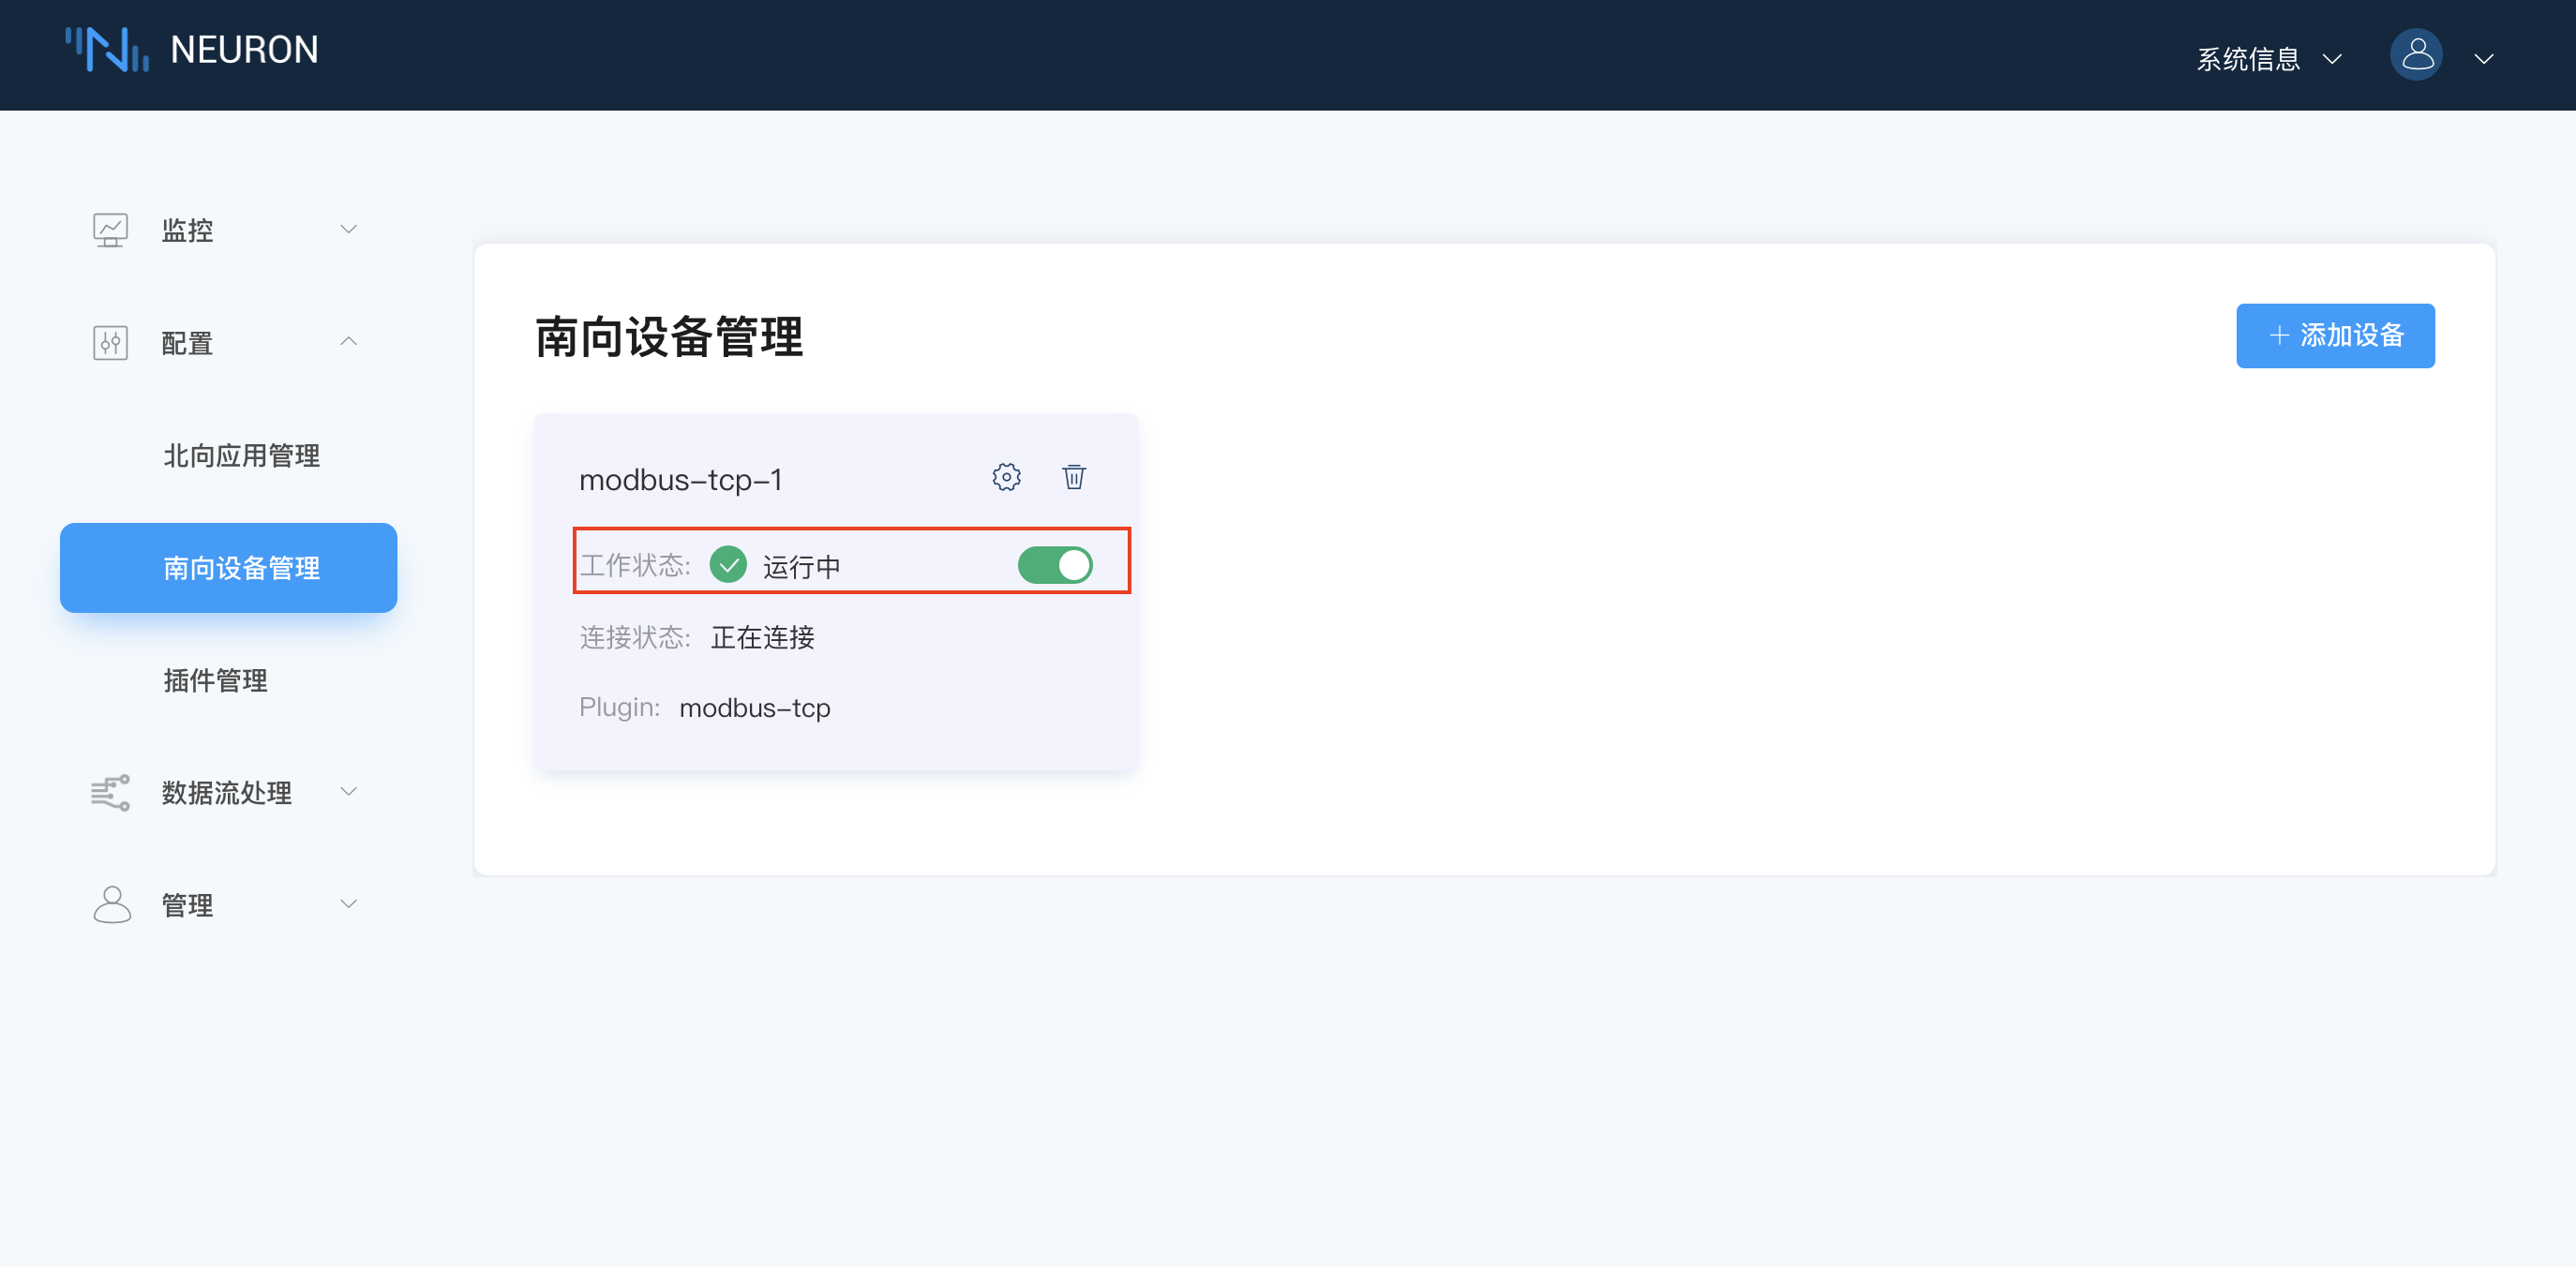 NEURON
系统信息
监控
配置
北向应用管理
南向设备管理
插件管理
数据流处理
管理
南向设备管理
添加设备
modbus-tcp-1
工作状态: 运行中
连接状态: 正在连接
Plugin: modbus-tcp